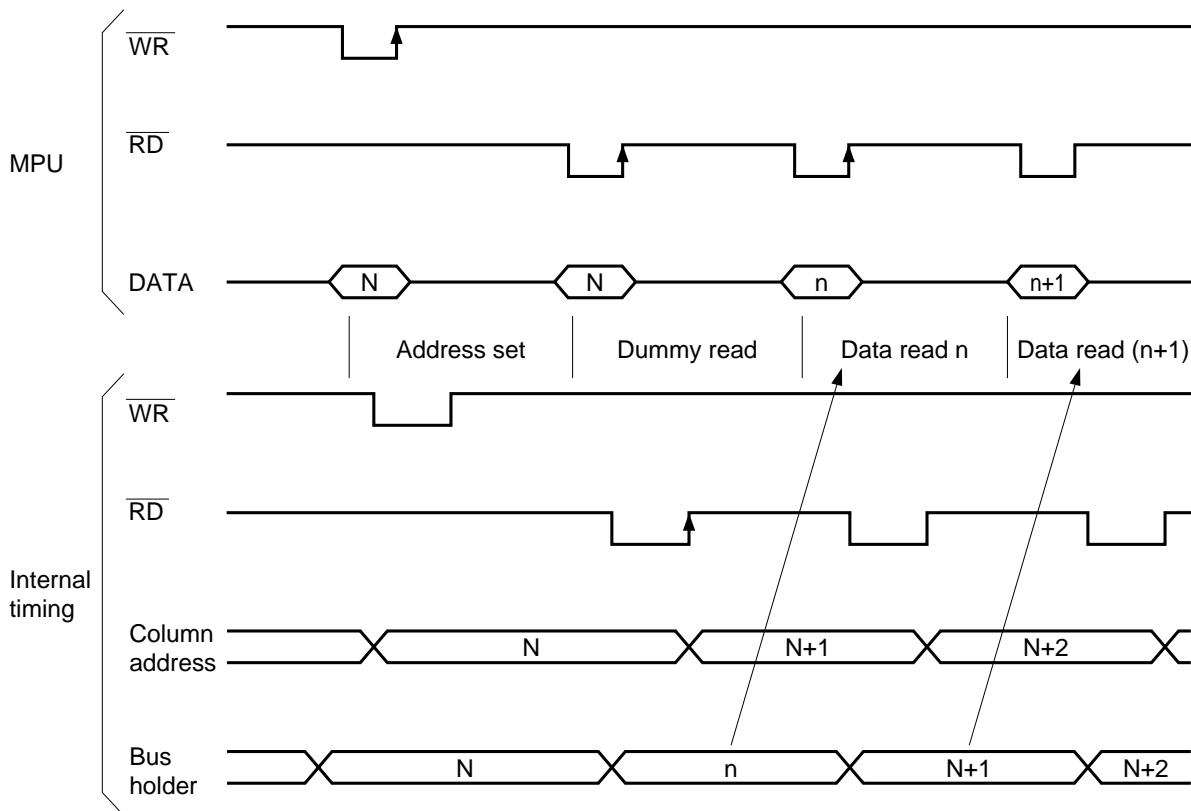 WR
MPU
RD
DATA
N
N
n
n+1
Address set
Dummy read
Data read n
Data read (n+1)
WR
RD
Internal
timing
Column
address
N
N+1
N+2
Bus
holder
N
n
N+1
N+2